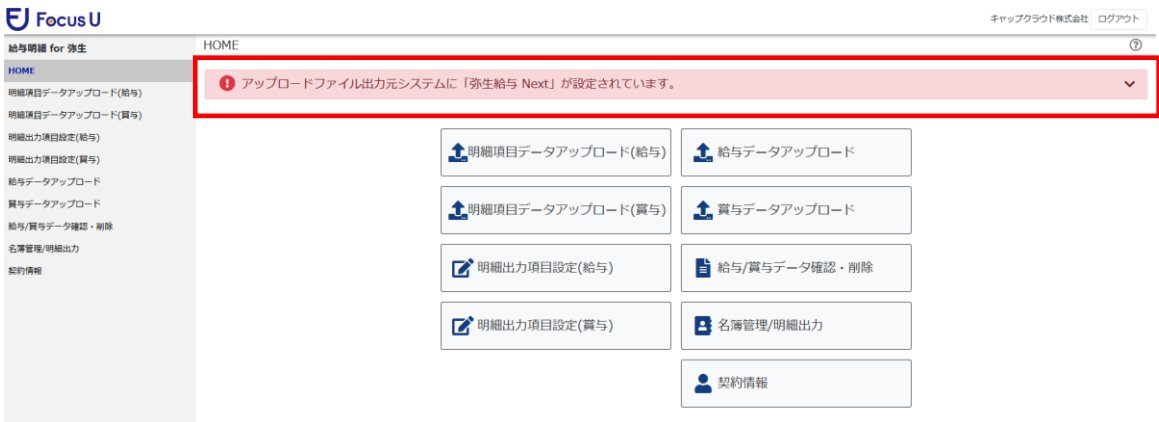 Focus U
キャップクラウド株式会社 ログアウト
給与明細 for 弥生
HOME
明細項目データアップロード(給与)
明細項目データアップロード(賞与)
明細出力項目設定(給与)
明細出力項目設定(賞与)
給与データアップロード
賞与データアップロード
給与/賞与データ確認・削除
名簿管理/明細出力
契約情報
HOME
アップロードファイル出力元システムに「弥生給与 Next」が設定されています。
明細項目データアップロード(給与)
給与データアップロード
明細項目データアップロード(賞与)
賞与データアップロード
明細出力項目設定(給与)
給与/賞与データ確認・削除
明細出力項目設定(賞与)
名簿管理/明細出力
契約情報